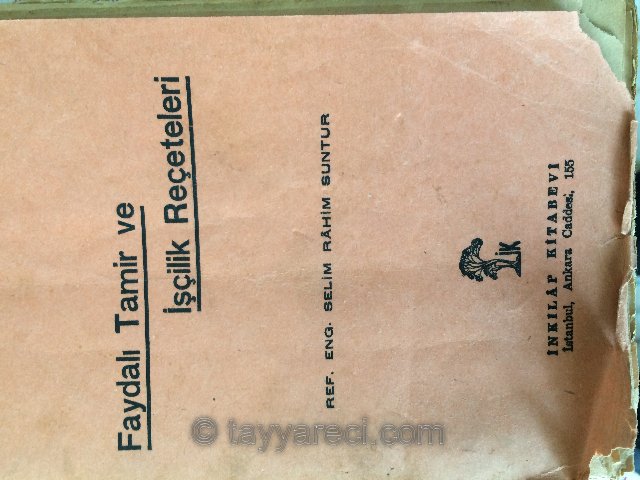 Faydalı Tamir ve
İşçilik Reçeteleri
REF. ENG. SELİM RÂHİM SUNTUR
İK
İNKILÂP KİTABEVİ
İstanbul, Ankara Caddesi, 155
© tayyareci.com